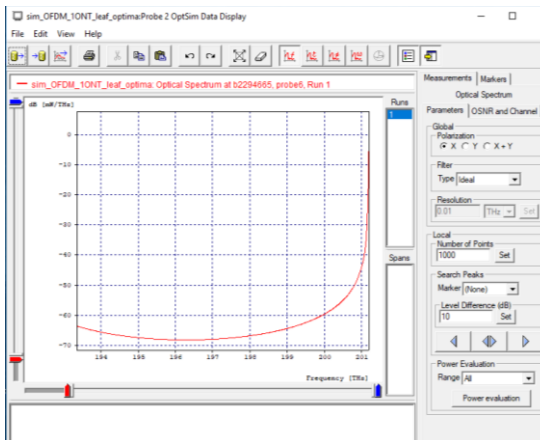 sim_OFDM_1ONT_leaf_optima:Probe 2 OptSim Data Display
File Edit View Help
sim_OFDM_1ONT_leaf_optima: Optical Spectrum at b2294665, probe6, Run 1
dB [mW/THz]
0
-10
-20
-30
-40
-50
-60
-70
194 195 196 197 198 199 200 201
Frequency [THz]
Runs
1
Spans
Measurements Markers
Optical Spectrum
Parameters OSNR and Channel
Global
Polarization
X Y X + Y
Filter
Type Ideal
Resolution
0.01 THz Set
Local
Number of Points
1000 Set
Search Peaks
Marker (None)
Level Difference (dB)
10 Set
Power Evaluation
Range All
Power evaluation